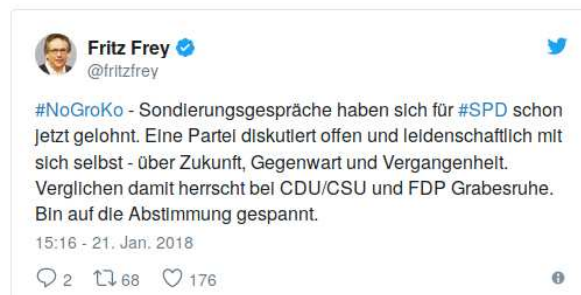 Fritz Frey
@fritzfrey
#NoGroKo - Sondierungsgespräche haben sich für #SPD schon
jetzt gelohnt. Eine Partei diskutiert offen und leidenschaftlich mit
sich selbst - über Zukunft, Gegenwart und Vergangenheit.
Verglichen damit herrscht bei CDU/CSU und FDP Grabesruhe.
Bin auf die Abstimmung gespannt.
15:16 - 21. Jan. 2018
2 68 176